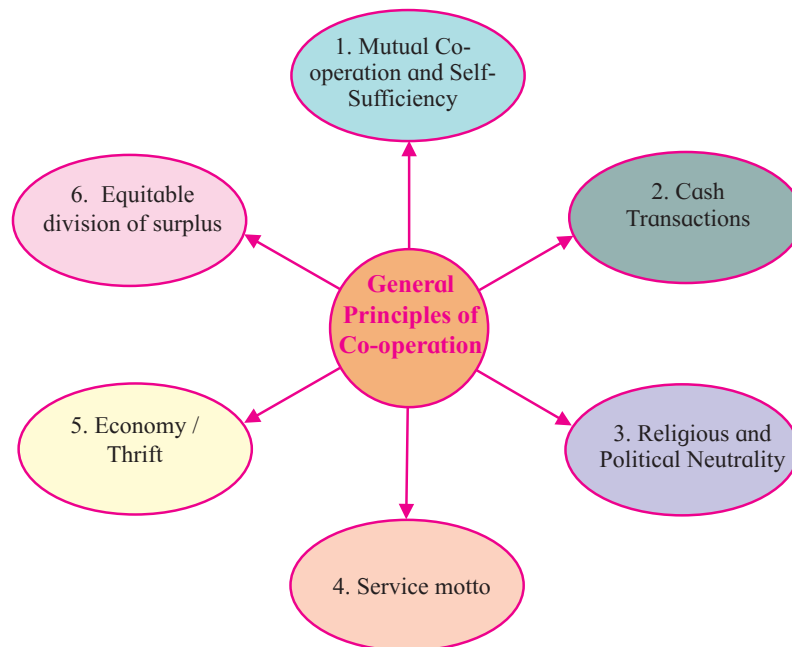 1. Mutual Co-
operation and Self-
Sufficiency
6. Equitable
division of surplus
2. Cash
Transactions
General
Principles of
Co-operation
5. Economy /
Thrift
3. Religious and
Political Neutrality
4. Service motto